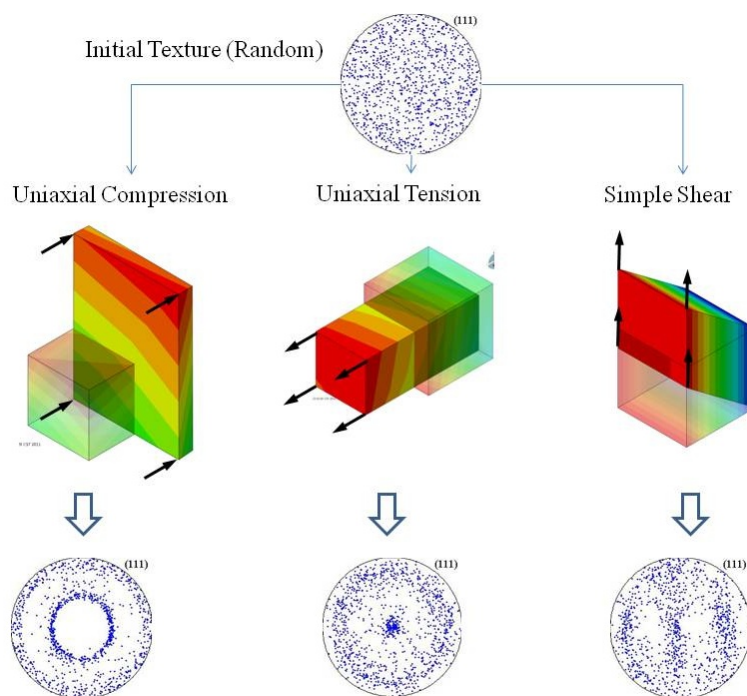 (111)
Initial Texture (Random)
Uniaxial Compression
Uniaxial Tension
Simple Shear
(111)
(111)
(111)